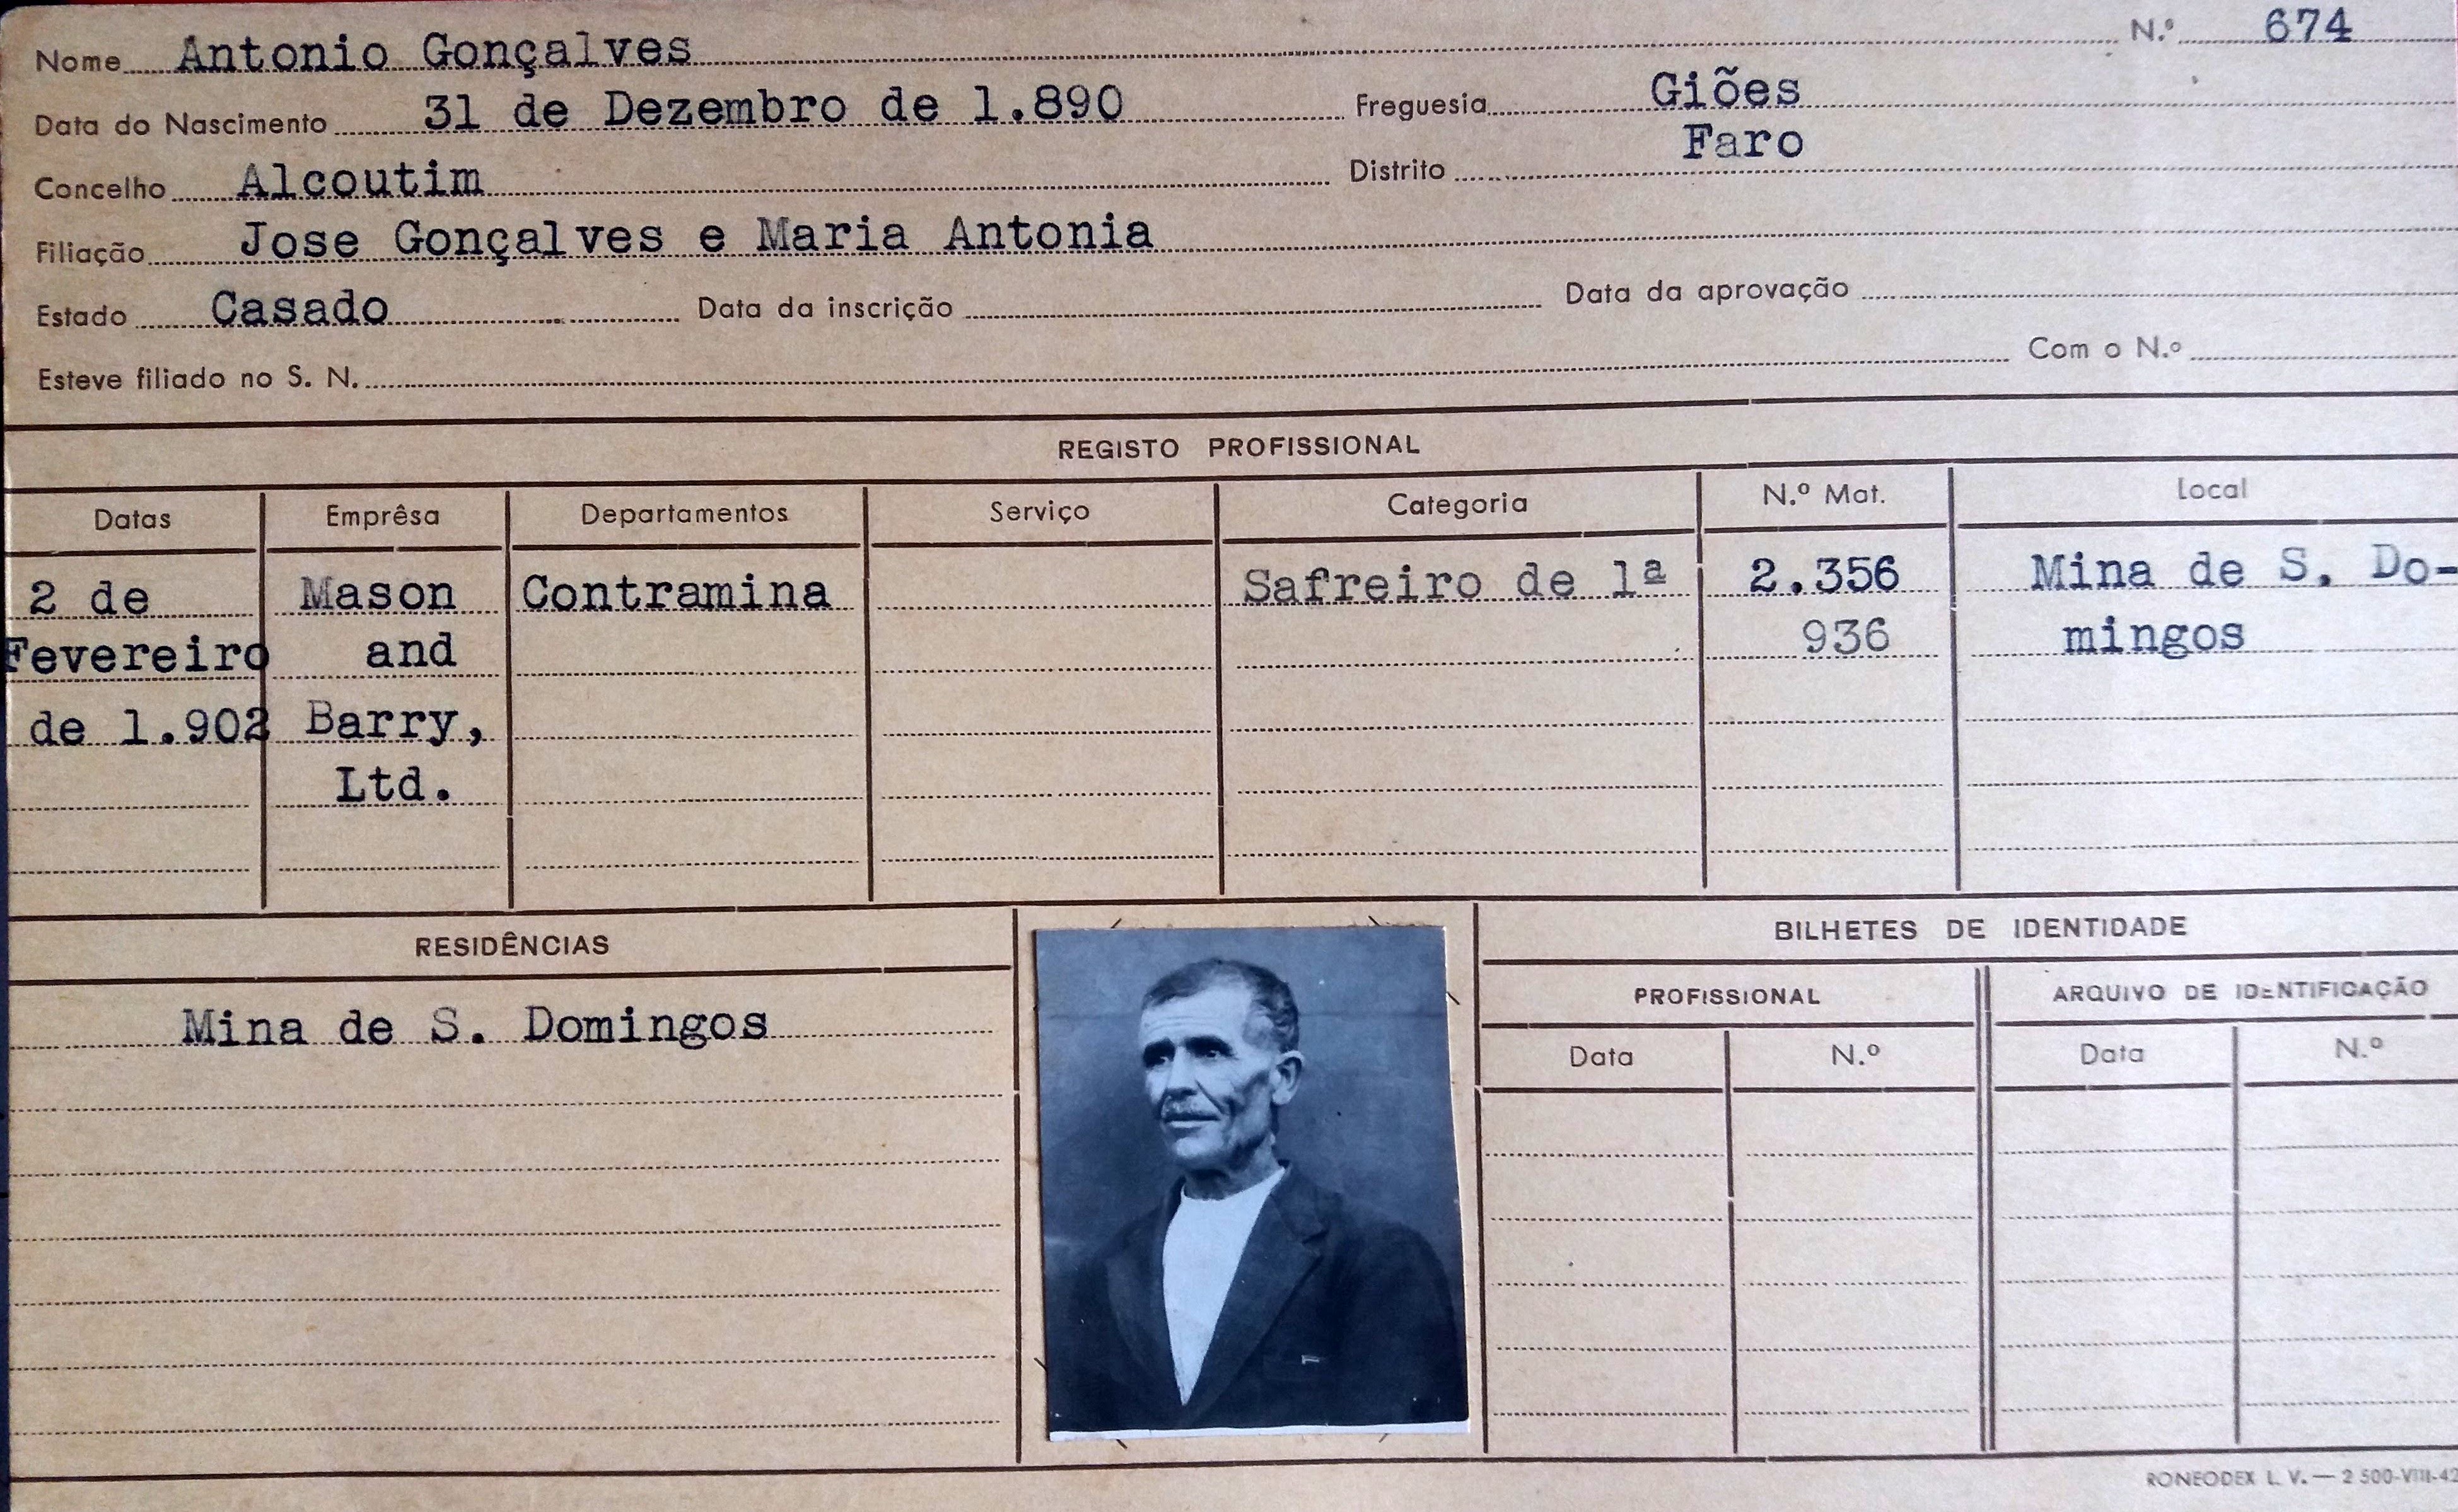 Nome Antonio Gonçalves N.º 674
Data do Nascimento 31 de Dezembro de 1.890 Freguesia Giões
Concelho Alcoutim Distrito Faro
Filiação Jose Gonçalves e Maria Antonia
Estado Casado Data da inscrição Data da aprovação
Esteve filiado no S. N. Com o N.º
REGISTO PROFISSIONAL
Datas Emprêsa Departamentos Serviço Categoria N.º Mat. Local
2 de Mason Contramina Safreiro de 1ª 2.356 Mina de S. Do-
Fevereiro and 936 mingos
de 1.902 Barry,
Ltd.
RESIDÊNCIAS BILHETES DE IDENTIDADE
PROFISSIONAL ARQUIVO DE IDENTIFICAÇÃO
Mina de S. Domingos
Data N.º Data N.º
RONEODEX L. V. — 2 500-VIII-42